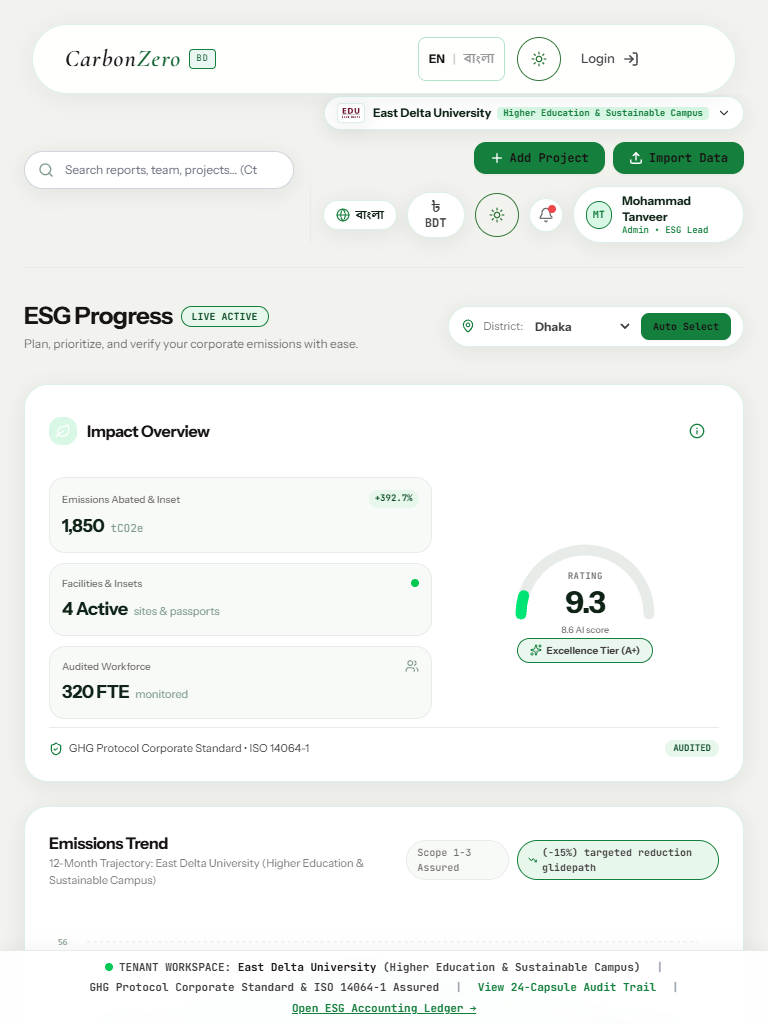 CarbonZero BD
EN | বাংলা
Login
EDU East Delta University Higher Education & Sustainable Campus
Add Project
Import Data
Search reports, team, projects... (Ct
বাংলা
৳
BDT
MT
Mohammad
Tanveer
Admin • ESG Lead
ESG Progress LIVE ACTIVE
Plan, prioritize, and verify your corporate emissions with ease.
District: Dhaka
Auto Select
Impact Overview
Emissions Abated & Inset +392.7%
1,850 tCO2e
Facilities & Insets
4 Active sites & passports
Audited Workforce
320 FTE monitored
RATING
9.3
8.6 AI score
Excellence Tier (A+)
GHG Protocol Corporate Standard • ISO 14064-1
AUDITED
Emissions Trend
12-Month Trajectory: East Delta University (Higher Education &
Sustainable Campus)
Scope 1-3
Assured
(-15%) targeted reduction
glidepath
56
TENANT WORKSPACE: East Delta University (Higher Education & Sustainable Campus) |
GHG Protocol Corporate Standard & ISO 14064-1 Assured | View 24-Capsule Audit Trail |
Open ESG Accounting Ledger →